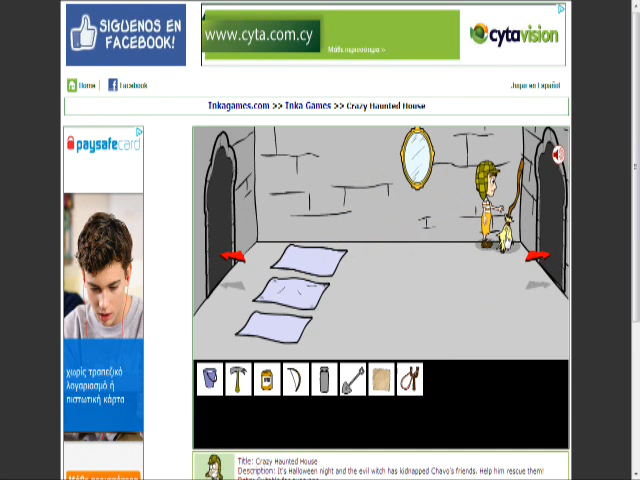 SIGUENOS EN
FACEBOOK!
www.cyta.com.cy
Μάθε περισσότερα >>
cytavision
Home
Facebook
Juega en Español
Inkagames.com >> Inka Games >> Crazy Haunted House
paysafecard
χωρίς τραπεζικό
λογαριασμό ή
πιστωτική κάρτα
Title: Crazy Haunted House
Description: It's Halloween night and the evil witch has kidnapped Chavo's friends. Help him rescue them!